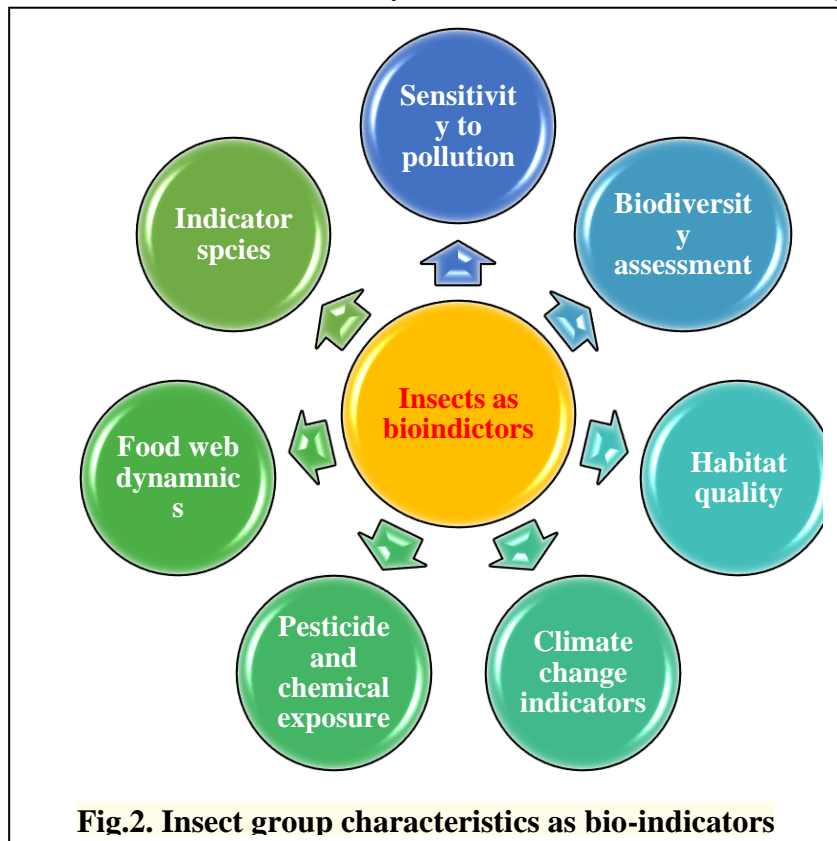 Sensitivit
y to
pollution
Biodiversit
y
assessment
Habitat
quality
Climate
change
indicators
Pesticide
and
chemical
exposure
Food web
dynamnic
s
Indicator
spcies
Insects as
bioindictors
Fig.2. Insect group characteristics as bio-indicators